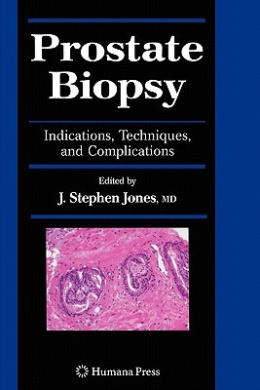 Prostate
Biopsy
Indications, Techniques,
and Complications
Edited by
J. Stephen Jones, MD
Humana Press